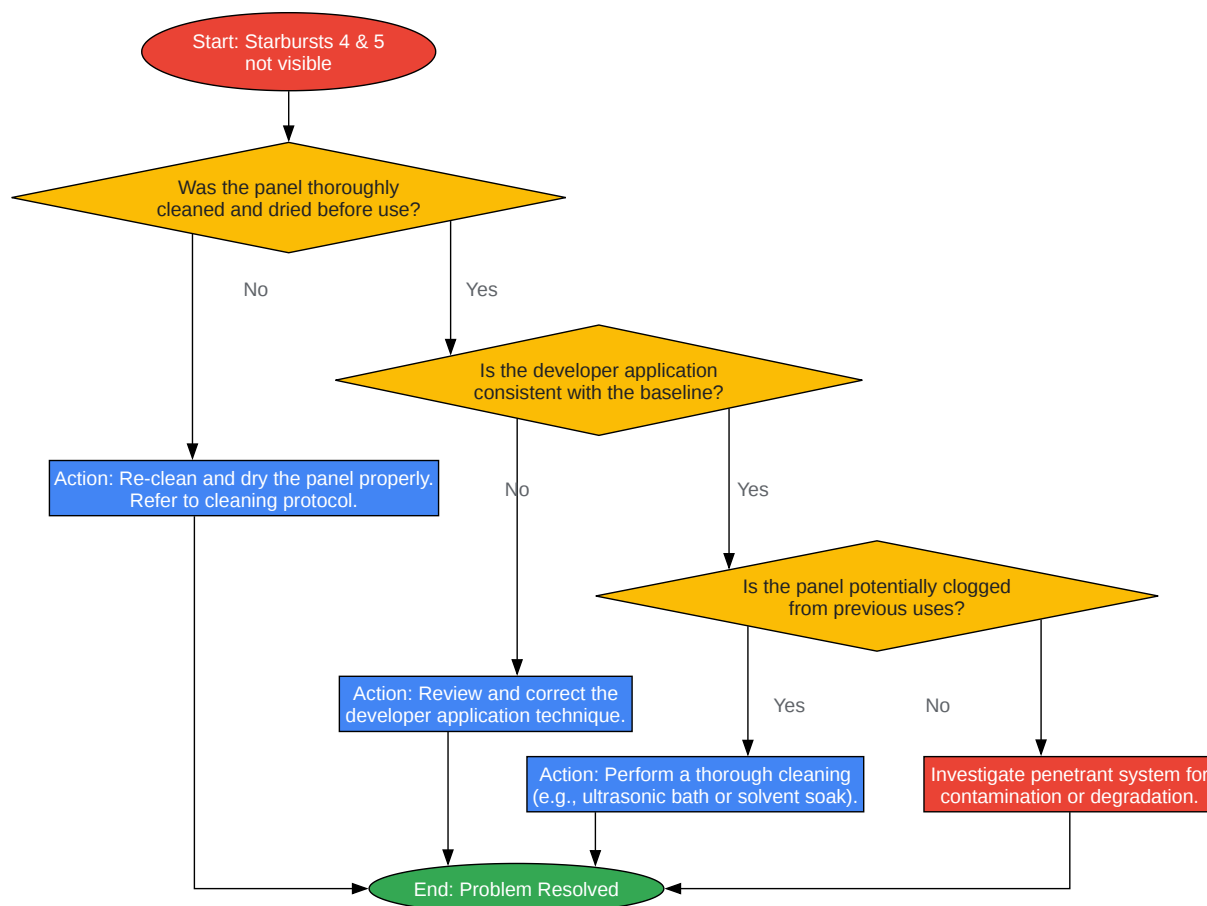 Start: Starbursts 4 & 5
not visible
Was the panel thoroughly
cleaned and dried before use?
No
Yes
Is the developer application
consistent with the baseline?
Action: Re-clean and dry the panel properly.
Refer to cleaning protocol.
No
Yes
Is the panel potentially clogged
from previous uses?
Action: Review and correct the
developer application technique.
Yes
No
Action: Perform a thorough cleaning
(e.g., ultrasonic bath or solvent soak).
Investigate penetrant system for
contamination or degradation.
End: Problem Resolved